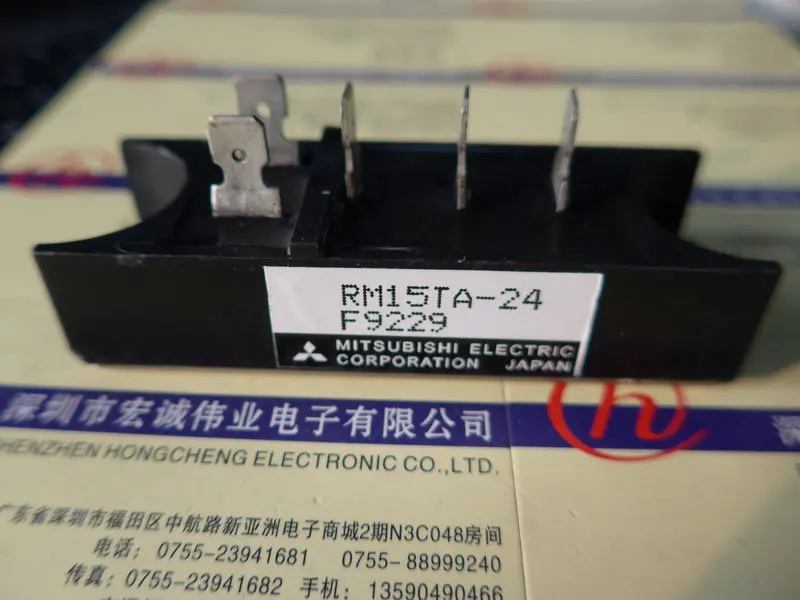 RM15TA-24
F9229
MITSUBISHI ELECTRIC
CORPORATION JAPAN
深圳市宏诚伟业电子有限公司
SHENZHEN HONGCHENG ELECTRONIC CO.,LTD.
广东省深圳市福田区中航路新亚洲电子商城2期N3C048房间
电话：0755-23941681 0755-88999240
传真：0755-23941682 手机：13590490466